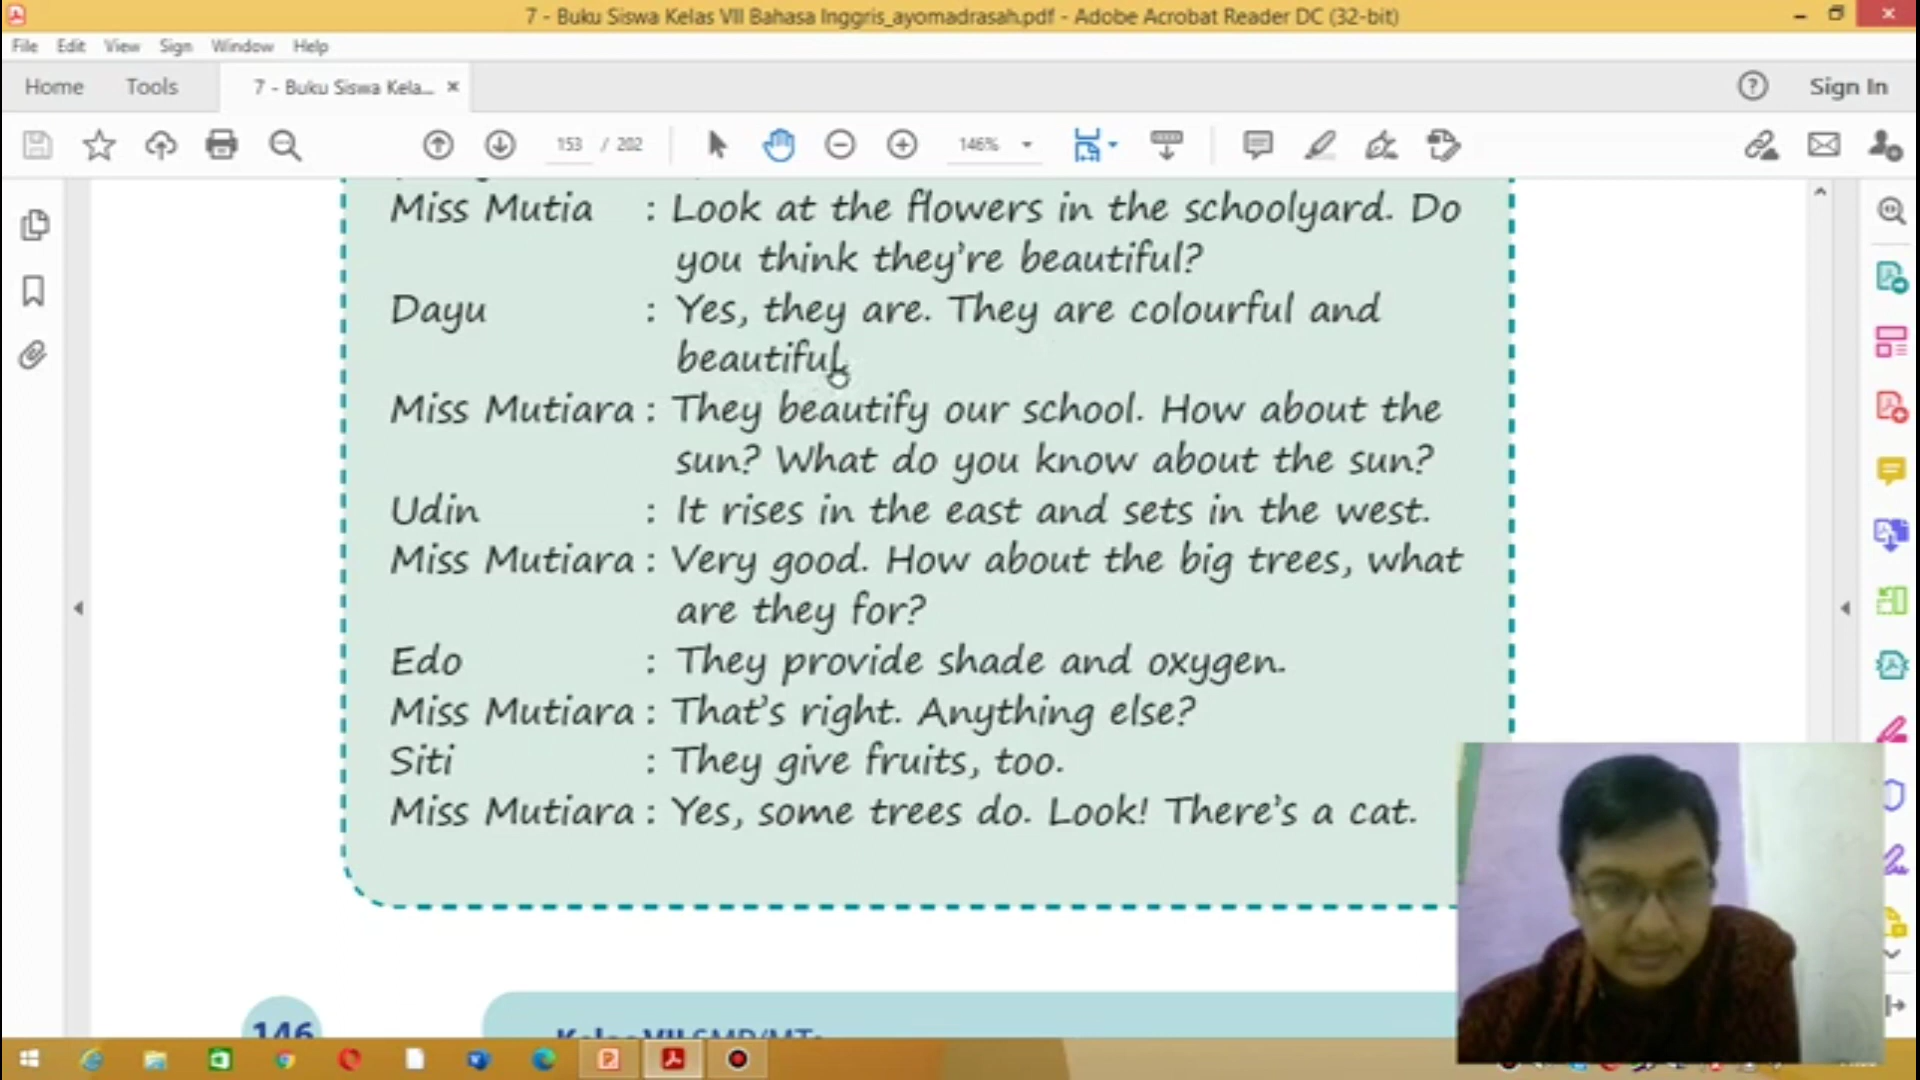 7 - Buku Siswa Kelas VII Bahasa Inggris_ayomadrasah.pdf - Adobe Acrobat Reader DC (32-bit)
File Edit View Sign Window Help
Home Tools 7 - Buku Siswa Kela... × Sign In
153 / 202 146%
Miss Mutia : Look at the flowers in the schoolyard. Do
you think they're beautiful?
Dayu : Yes, they are. They are colourful and
beautiful.
Miss Mutiara : They beautify our school. How about the
sun? What do you know about the sun?
Udin : It rises in the east and sets in the west.
Miss Mutiara : Very good. How about the big trees, what
are they for?
Edo : They provide shade and oxygen.
Miss Mutiara : That's right. Anything else?
Siti : They give fruits, too.
Miss Mutiara : Yes, some trees do. Look! There's a cat.
146
Kelas VII SMP/MTs